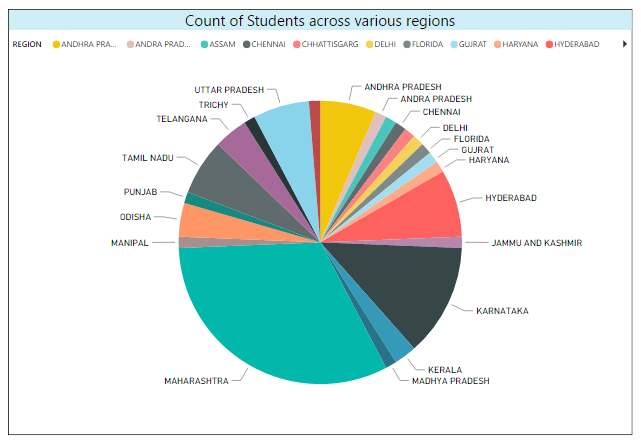 Count of Students across various regions
REGION ANDHRA PRA... ANDRA PRAD... ASSAM CHENNAI CHHATTISGARG DELHI FLORIDA GUJRAT HARYANA HYDERABAD
UTTAR PRADESH
ANDHRA PRADESH
TRICHY
ANDRA PRADESH
TELANGANA
CHENNAI
DELHI
FLORIDA
TAMIL NADU
GUJRAT
HARYANA
PUNJAB
HYDERABAD
ODISHA
MANIPAL
JAMMU AND KASHMIR
KARNATAKA
KERALA
MAHARASHTRA
MADHYA PRADESH